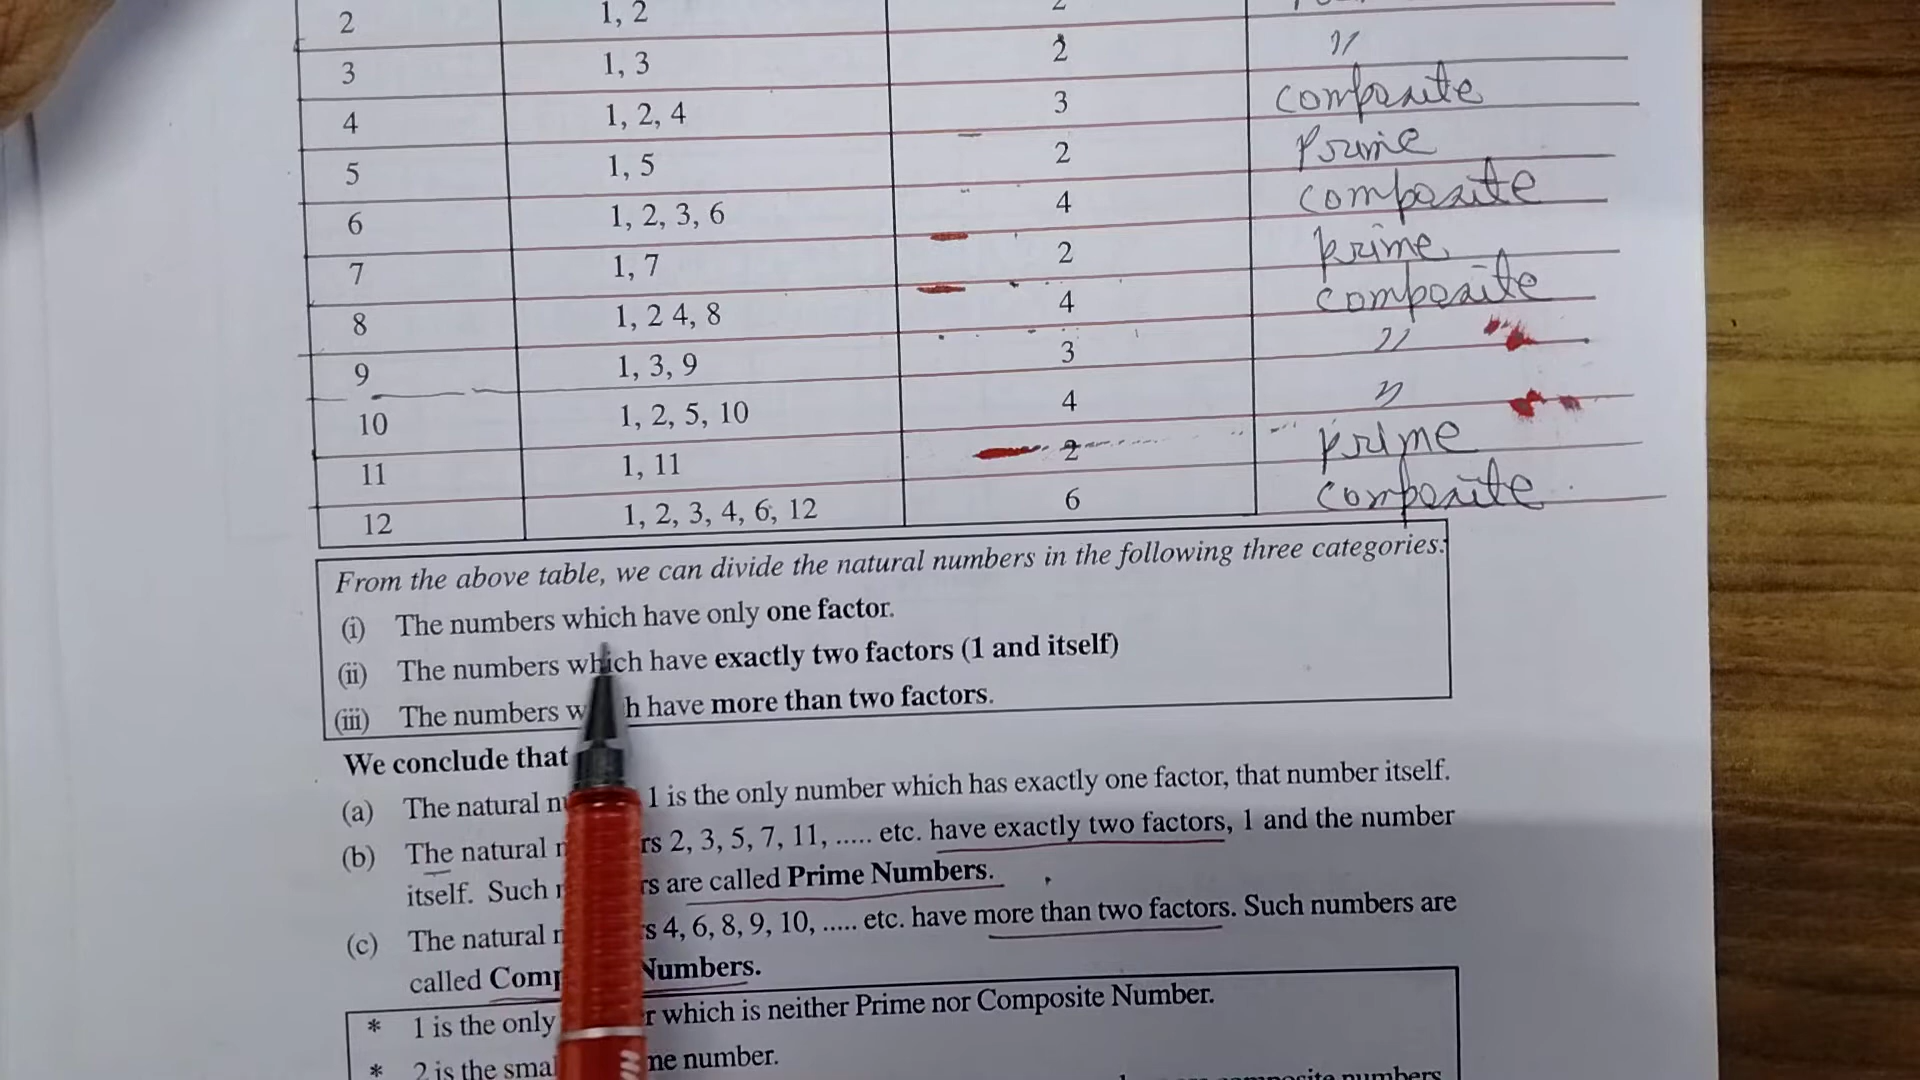 2 1, 2 2
3 1, 3 2 "
4 1, 2, 4 3 composite
5 1, 5 2 Prime
6 1, 2, 3, 6 4 composite
7 1, 7 2 prime
8 1, 2 4, 8 4 composite
9 1, 3, 9 3 "
10 1, 2, 5, 10 4 "
11 1, 11 2 prime
12 1, 2, 3, 4, 6, 12 6 composite
From the above table, we can divide the natural numbers in the following three categories:
(i) The numbers which have only one factor.
(ii) The numbers which have exactly two factors (1 and itself)
(iii) The numbers w h have more than two factors.
We conclude that
(a) The natural n 1 is the only number which has exactly one factor, that number itself.
(b) The natural n rs 2, 3, 5, 7, 11, ..... etc. have exactly two factors, 1 and the number
itself. Such n rs are called Prime Numbers.
(c) The natural n s 4, 6, 8, 9, 10, ..... etc. have more than two factors. Such numbers are
called Comp Numbers.
* 1 is the only r which is neither Prime nor Composite Number.
* 2 is the smal me number.
numbers